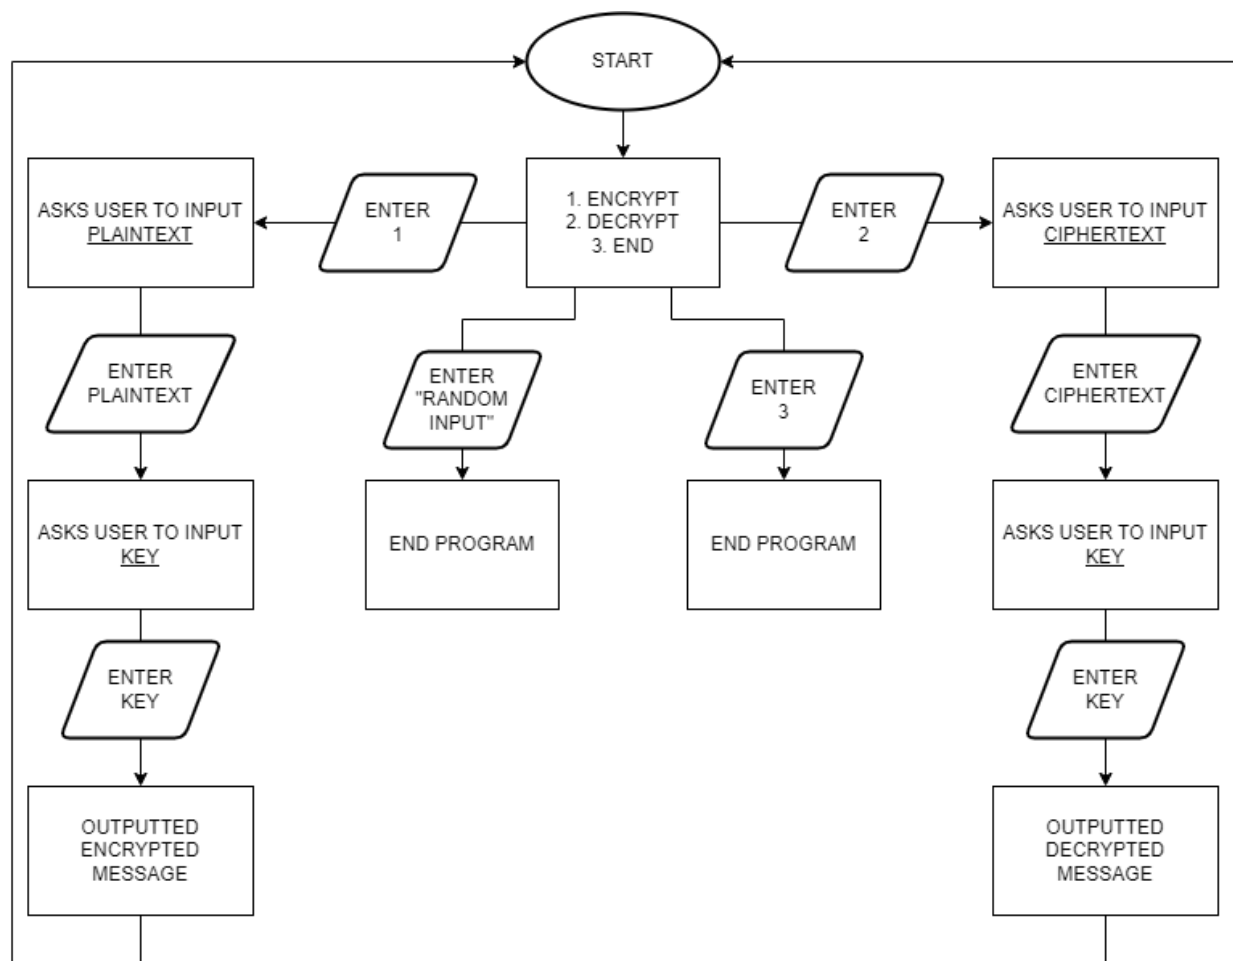 START
ASKS USER TO INPUT
PLAINTEXT
ENTER
1
1. ENCRYPT
2. DECRYPT
3. END
ENTER
2
ASKS USER TO INPUT
CIPHERTEXT
ENTER
PLAINTEXT
ENTER
"RANDOM
INPUT"
ENTER
3
ENTER
CIPHERTEXT
ASKS USER TO INPUT
KEY
END PROGRAM
END PROGRAM
ASKS USER TO INPUT
KEY
ENTER
KEY
ENTER
KEY
OUTPUTTED
ENCRYPTED
MESSAGE
OUTPUTTED
DECRYPTED
MESSAGE